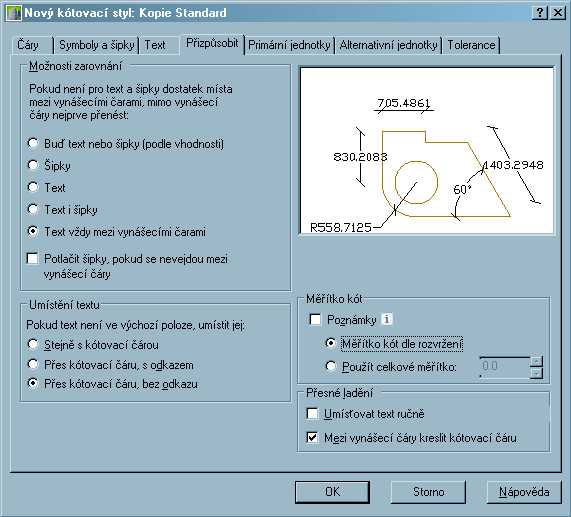 Nový kótovací styl: Kopie Standard
Čáry
Symboly a šipky
Text
Přizpůsobit
Primární jednotky
Alternativní jednotky
Tolerance
Možnosti zarovnání
Pokud není pro text a šipky dostatek místa
mezi vynášecími čarami, mimo vynášecí
čáry nejprve přenést:
Buď text nebo šipky (podle vhodnosti)
Šipky
Text
Text i šipky
Text vždy mezi vynášecími čarami
Potlačit šipky, pokud se nevejdou mezi
vynášecí čáry
Umístění textu
Pokud text není ve výchozí poloze, umístit jej:
Stejně s kótovací čárou
Přes kótovací čáru, s odkazem
Přes kótovací čáru, bez odkazu
705.4861
830.2083
1403.2948
60°
R558.7125
Měřítko kót
Poznámky
Měřítko kót dle rozvržení
Použít celkové měřítko:
0.0
Přesné ladění
Umísťovat text ručně
Mezi vynášecí čáry kreslit kótovací čáru
OK
Storno
Nápověda